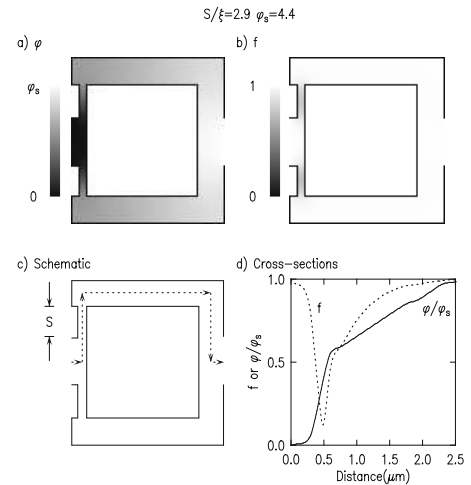 S/ξ=2.9 φs=4.4
a) φ
b) f
φs
0
1
0
c) Schematic
S
d) Cross-sections
f or φ/φs
1.0
0.5
0.0
f
φ/φs
0.0 0.5 1.0 1.5 2.0 2.5
Distance(μm)